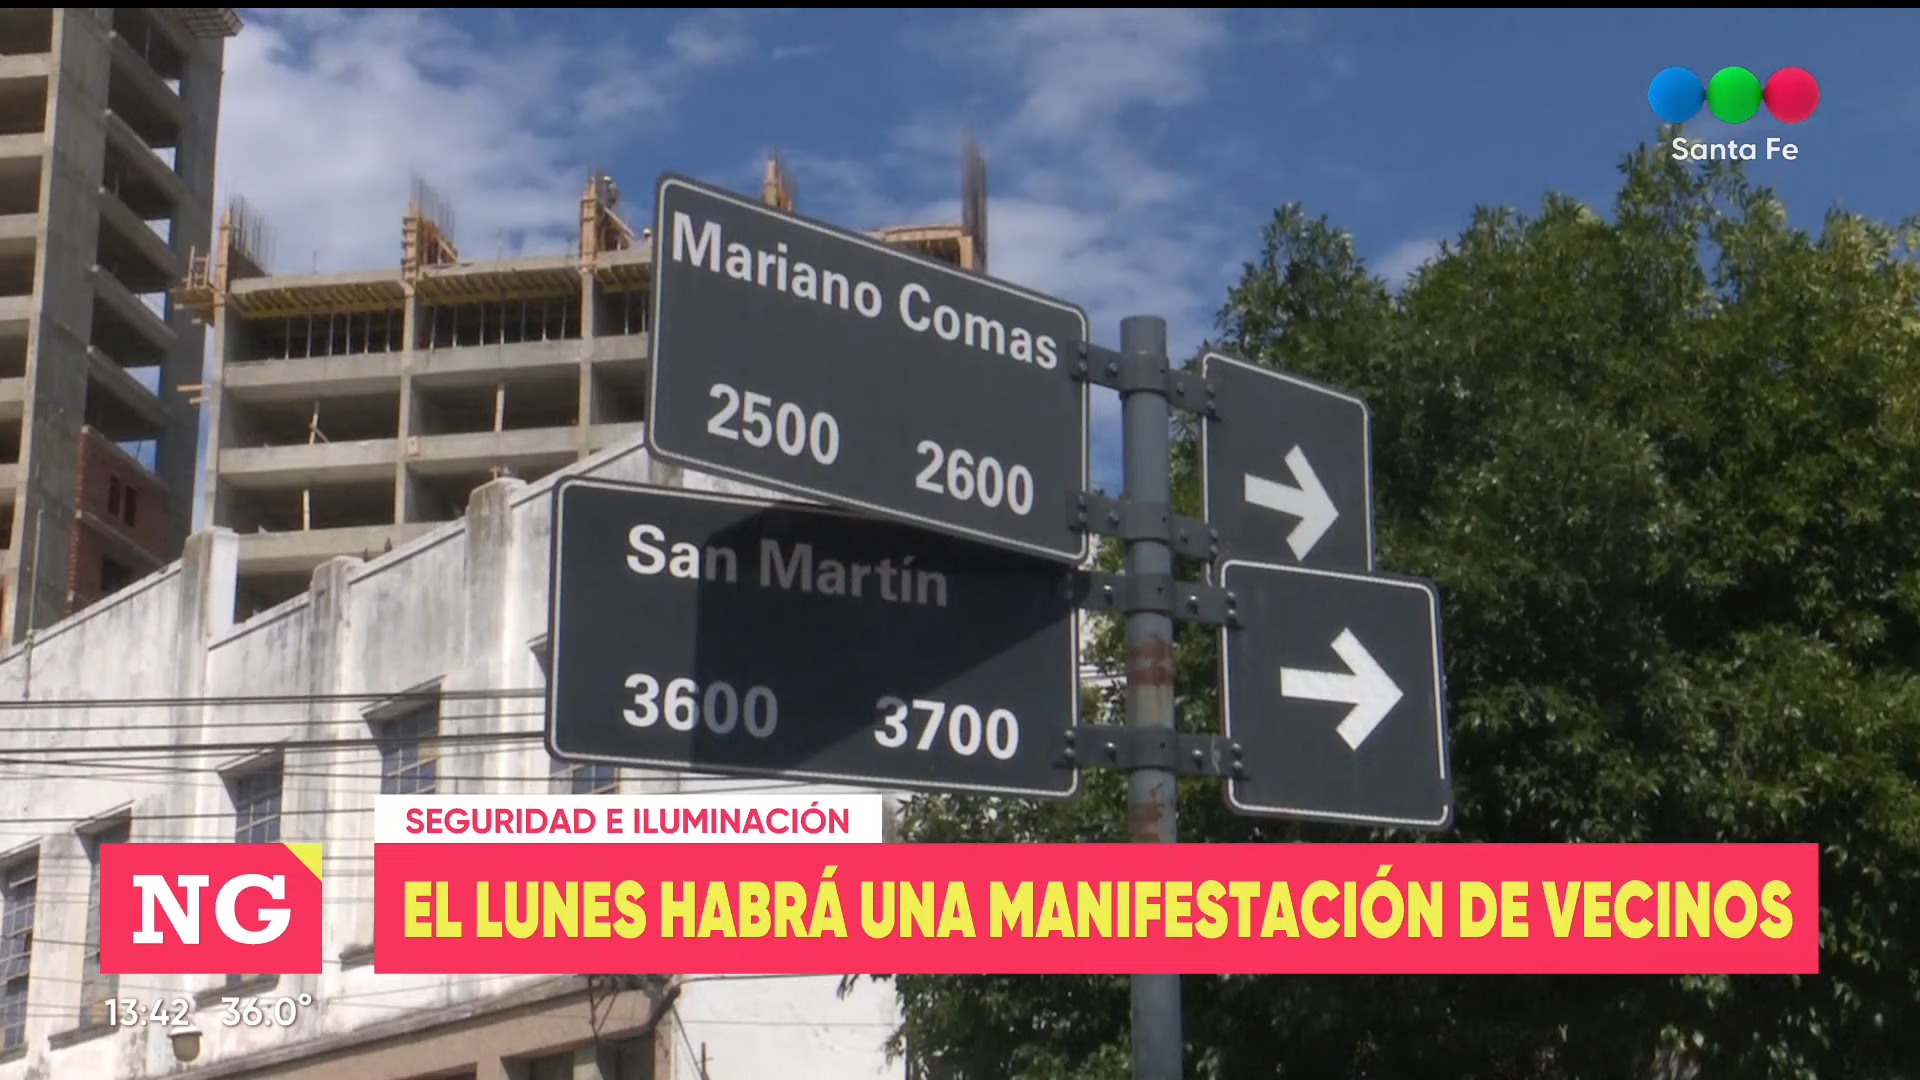 Santa Fe
Mariano Comas
2500 2600
San Martín
3600 3700
SEGURIDAD E ILUMINACIÓN
NG
EL LUNES HABRÁ UNA MANIFESTACIÓN DE VECINOS
13:42 36.0°